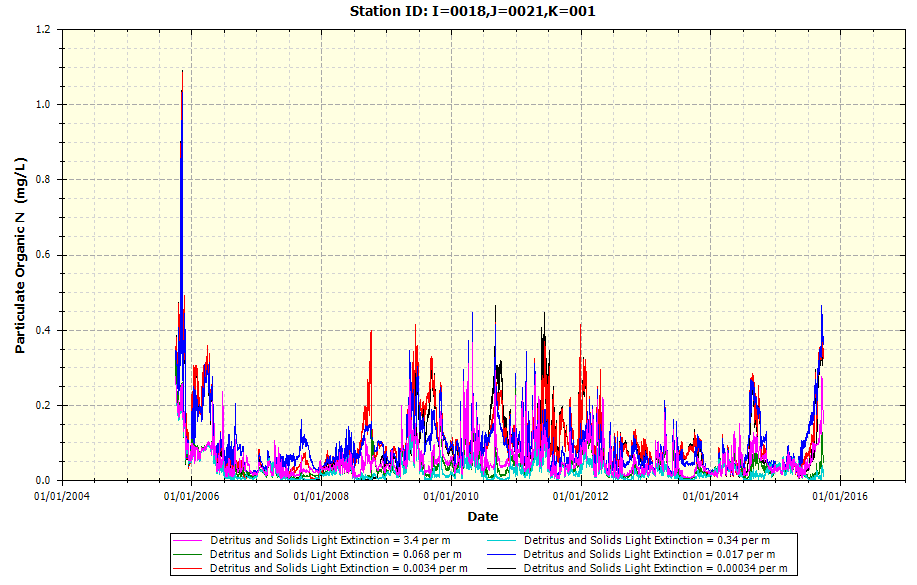 Station ID: I=0018,J=0021,K=001
1.2
1.0
0.8
0.6
0.4
0.2
0.0
Particulate Organic N (mg/L)
01/01/2004 01/01/2006 01/01/2008 01/01/2010 01/01/2012 01/01/2014 01/01/2016
Date
Detritus and Solids Light Extinction = 3.4 per m Detritus and Solids Light Extinction = 0.34 per m
Detritus and Solids Light Extinction = 0.068 per m Detritus and Solids Light Extinction = 0.017 per m
Detritus and Solids Light Extinction = 0.0034 per m Detritus and Solids Light Extinction = 0.00034 per m